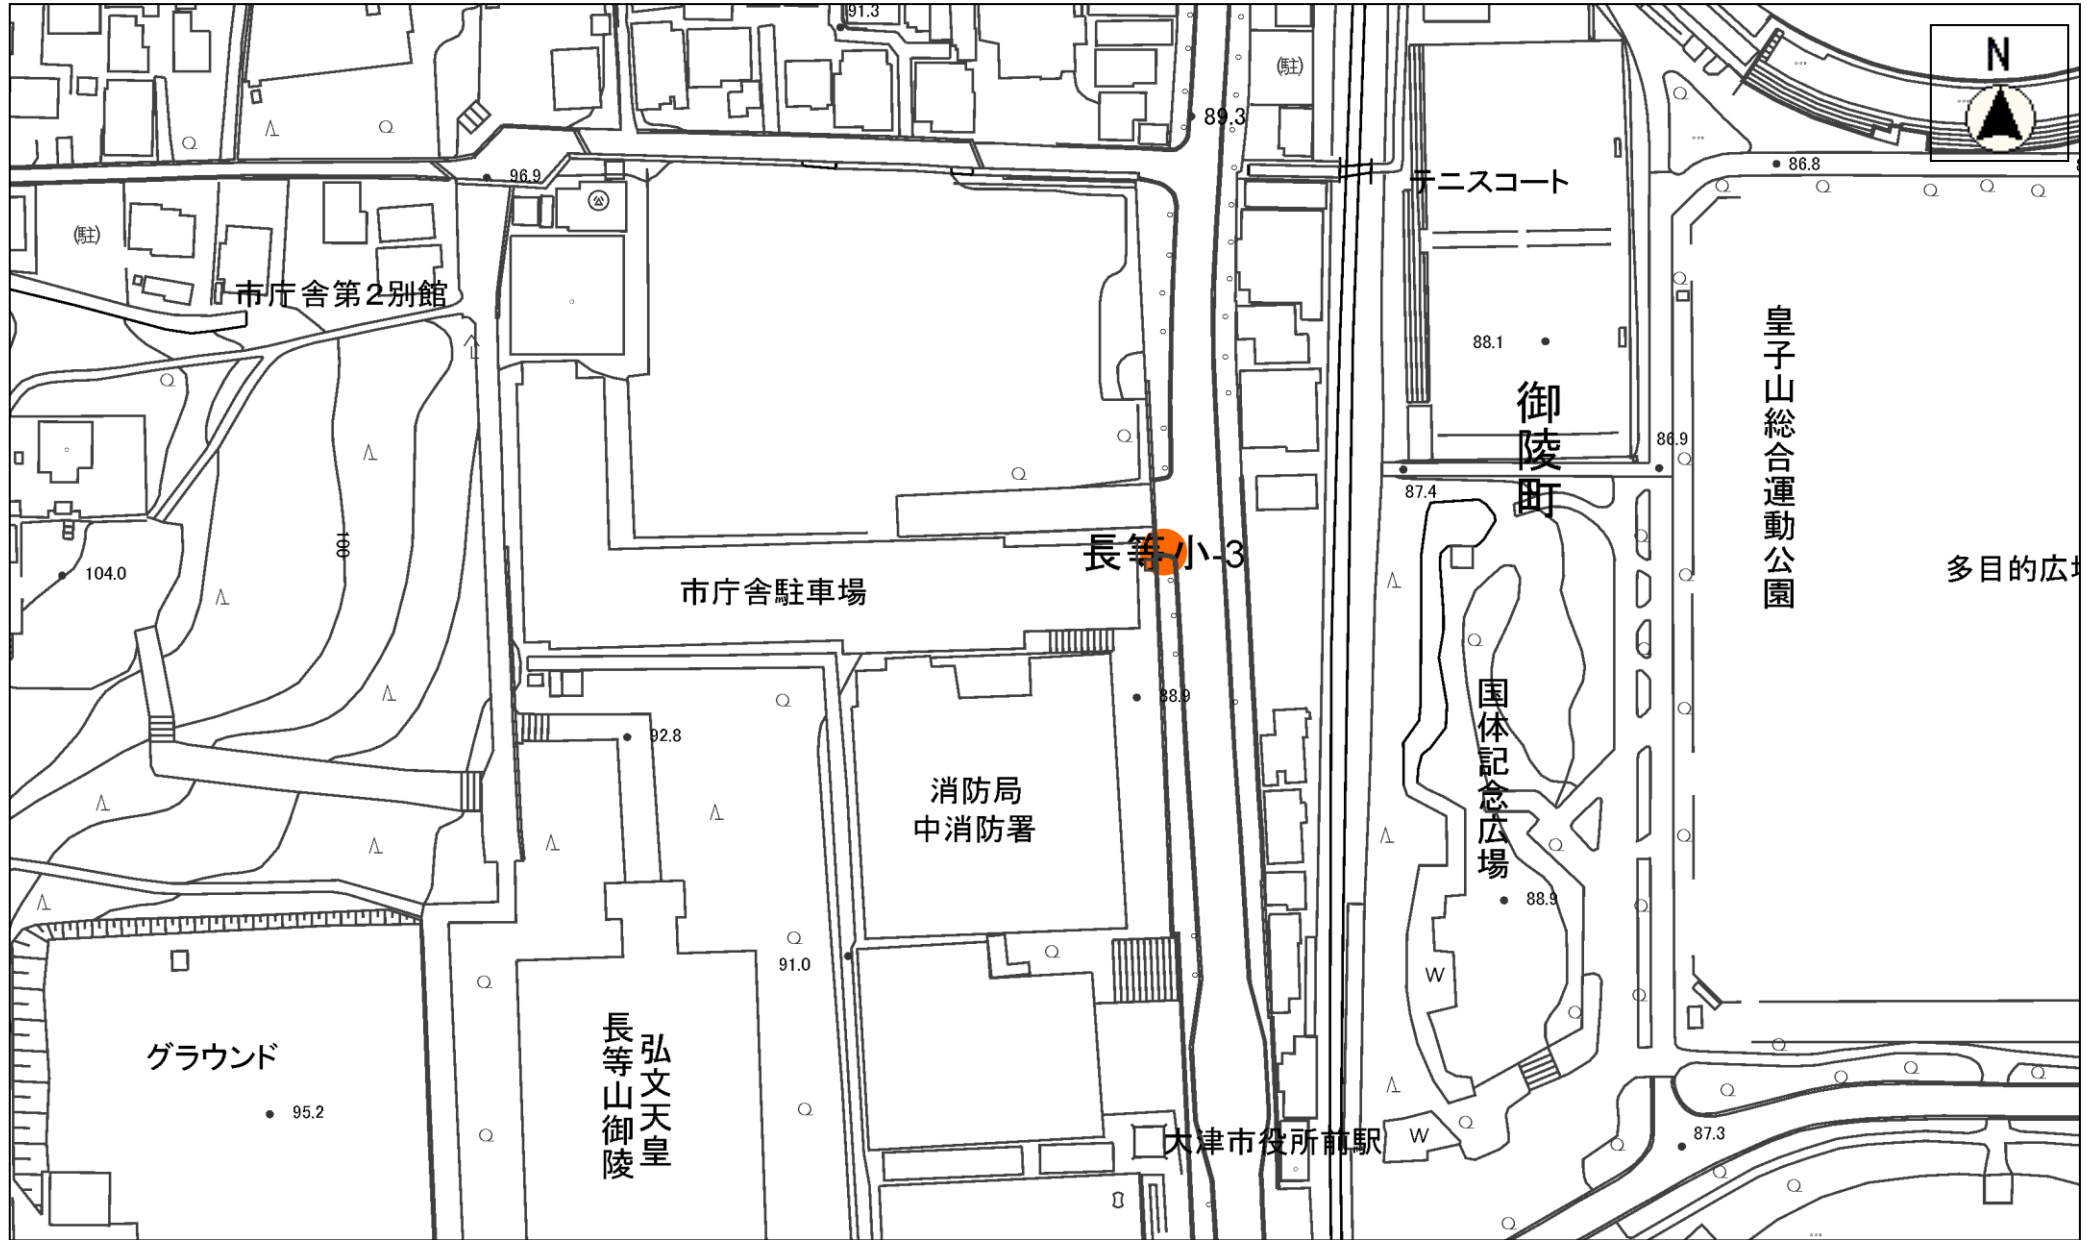 91.3
N
(駐)
89.3
96.9
公
テニスコート
86.8
(駐)
市庁舎第2別館
88.1
皇子山総合運動公園
御陵町
86.9
87.4
100
104.0
長等小-3
多目的広
市庁舎駐車場
88.9
92.8
国体記念広場
消防局
中消防署
88.9
91.0
W
グラウンド
弘文天皇
長等山御陵
95.2
大津市役所前駅
W
87.3